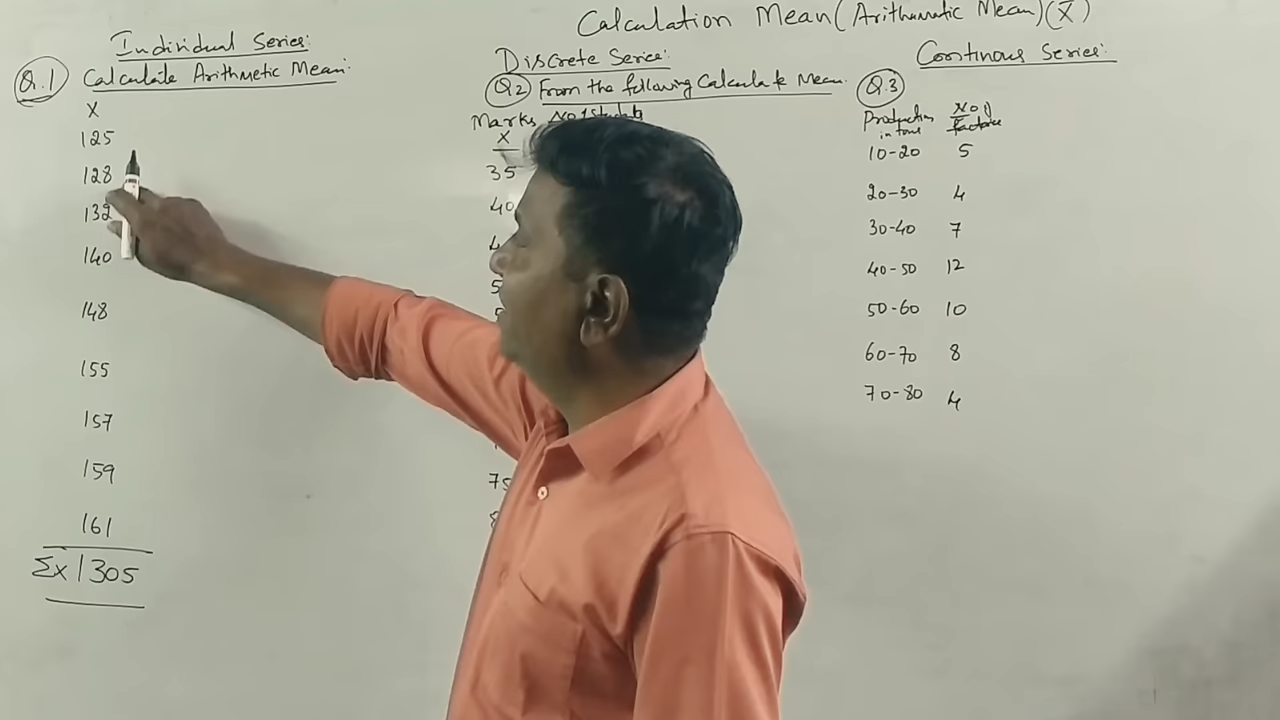 Calculation Mean (Arithmatic Mean) (X̄)
Individual Series:
Q.1 Calculate Arithmetic Mean:
X
125
128
132
140
148
155
157
159
161
Σx 1305
Discrete Series:
Q2 From the following Calculate Mean.
Marks No of
X
35
40
75
Continous Series:
Q.3
Production in tons No of
10-20 5
20-30 4
30-40 7
40-50 12
50-60 10
60-70 8
70-80 4